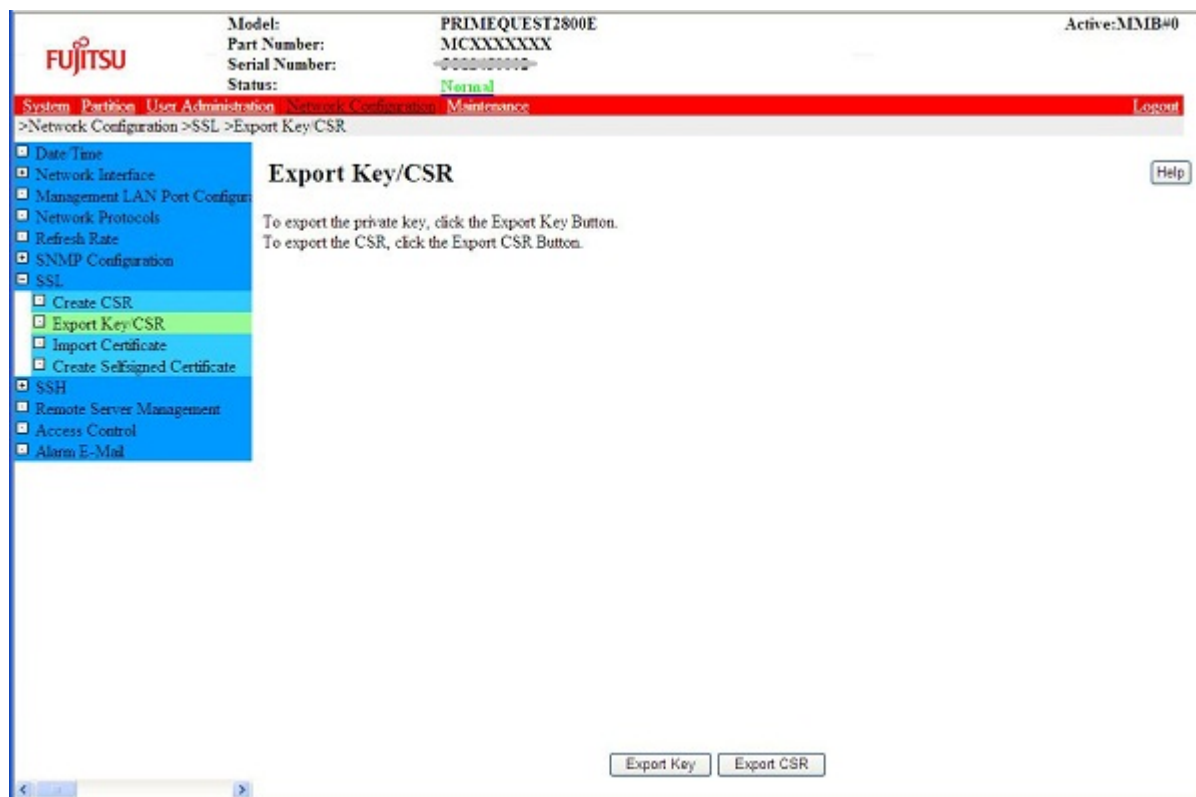 FUJITSU
Model: PRIMEQUEST2800E
Part Number: MCXXXXXXX
Serial Number:
Status: Normal
Active:MMB#0
System Partition User Administration Network Configuration Maintenance Logout
>Network Configuration >SSL >Export Key/CSR
Date/Time
Network Interface
Management LAN Port Configur
Network Protocols
Refresh Rate
SNMP Configuration
SSL
Create CSR
Export Key/CSR
Import Certificate
Create Selfsigned Certificate
SSH
Remote Server Management
Access Control
Alarm E-Mail
Export Key/CSR
Help
To export the private key, click the Export Key Button.
To export the CSR, click the Export CSR Button.
Export Key Export CSR